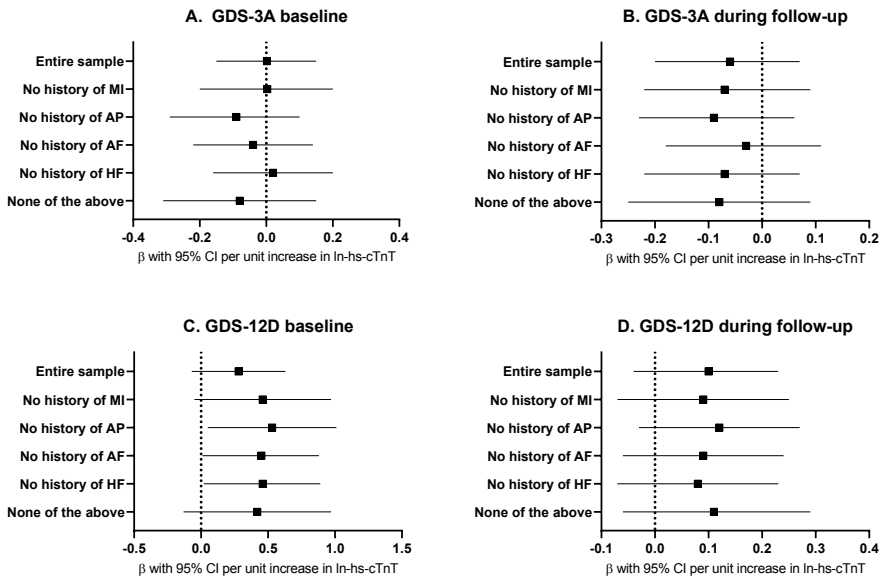 A. GDS-3A baseline
Entire sample
No history of MI
No history of AP
No history of AF
No history of HF
None of the above
-0.4 -0.2 0.0 0.2 0.4
β with 95% CI per unit increase in ln-hs-cTnT
B. GDS-3A during follow-up
Entire sample
No history of MI
No history of AP
No history of AF
No history of HF
None of the above
-0.3 -0.2 -0.1 0.0 0.1 0.2
β with 95% CI per unit increase in ln-hs-cTnT
C. GDS-12D baseline
Entire sample
No history of MI
No history of AP
No history of AF
No history of HF
None of the above
-0.5 0.0 0.5 1.0 1.5
β with 95% CI per unit increase in ln-hs-cTnT
D. GDS-12D during follow-up
Entire sample
No history of MI
No history of AP
No history of AF
No history of HF
None of the above
-0.1 0.0 0.1 0.2 0.3 0.4
β with 95% CI per unit increase in ln-hs-cTnT